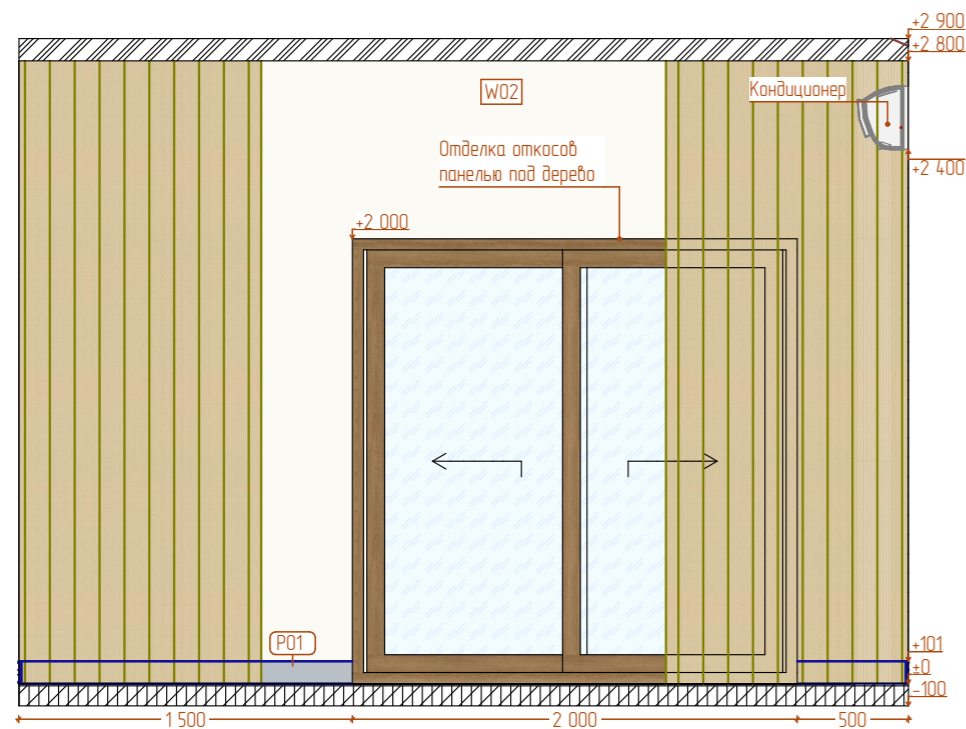 +2 900
+2 800
W02
Кондиционер
Отделка откосов
панелью под дерево
+2 400
+2 000
P01
+101
±0
-100
1 500
2 000
500